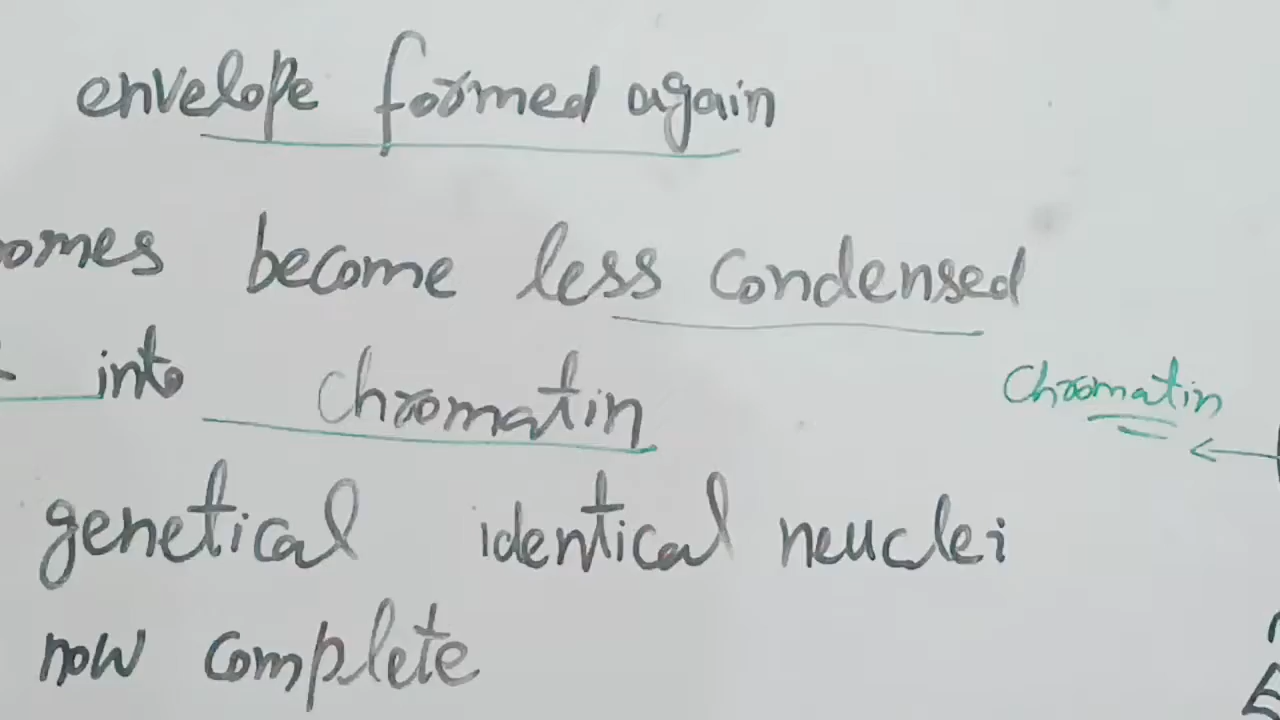 envelope formed again
omes become less condensed
into chromatin
Chromatin
genetical identical neuclei
now complete